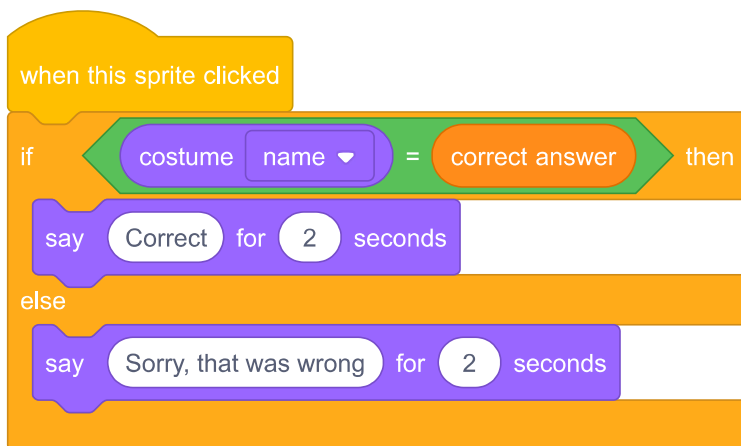 when this sprite clicked
if costume name = correct answer then
say Correct for 2 seconds
else
say Sorry, that was wrong for 2 seconds